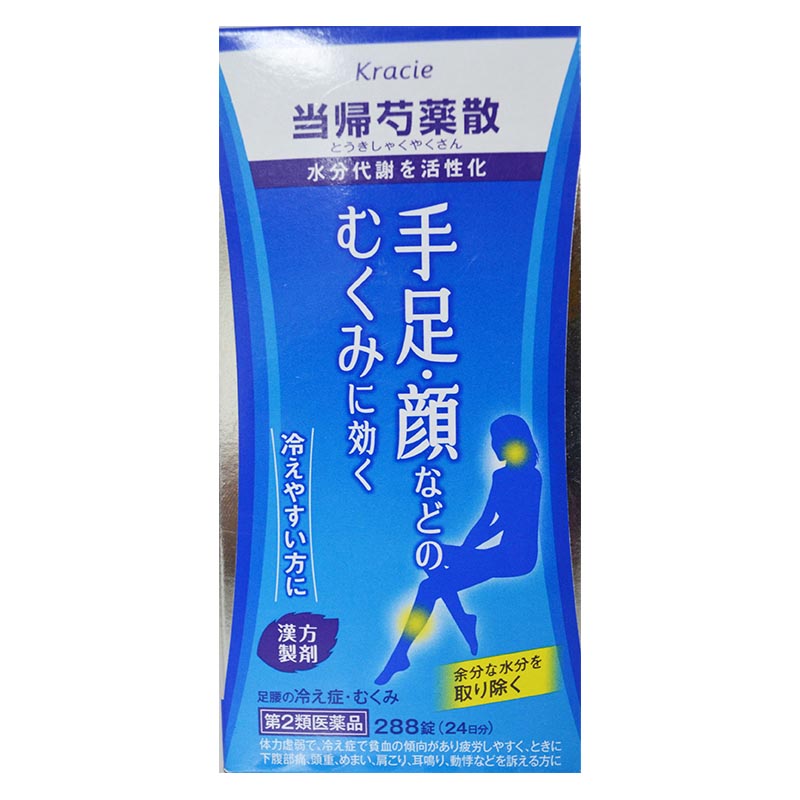 Kracie
当帰芍薬散
とうきしゃくやくさん
水分代謝を活性化
手足・顔などの
むくみに効く
冷えやすい方に
漢方
製剤
余分な水分を
取り除く
足腰の冷え症・むくみ
第2類医薬品 288錠(24日分)
体力虚弱で、冷え症で貧血の傾向があり疲労しやすく、ときに
下腹部痛、頭重、めまい、肩こり、耳鳴り、動悸などを訴える方に